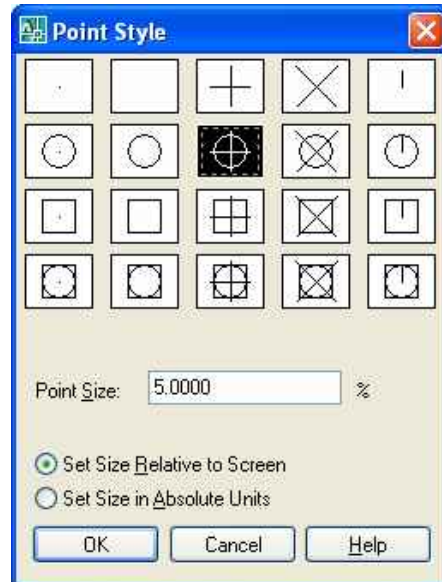 Point Style
Point Size: 5.0000 %
Set Size Relative to Screen
Set Size in Absolute Units
OK Cancel Help